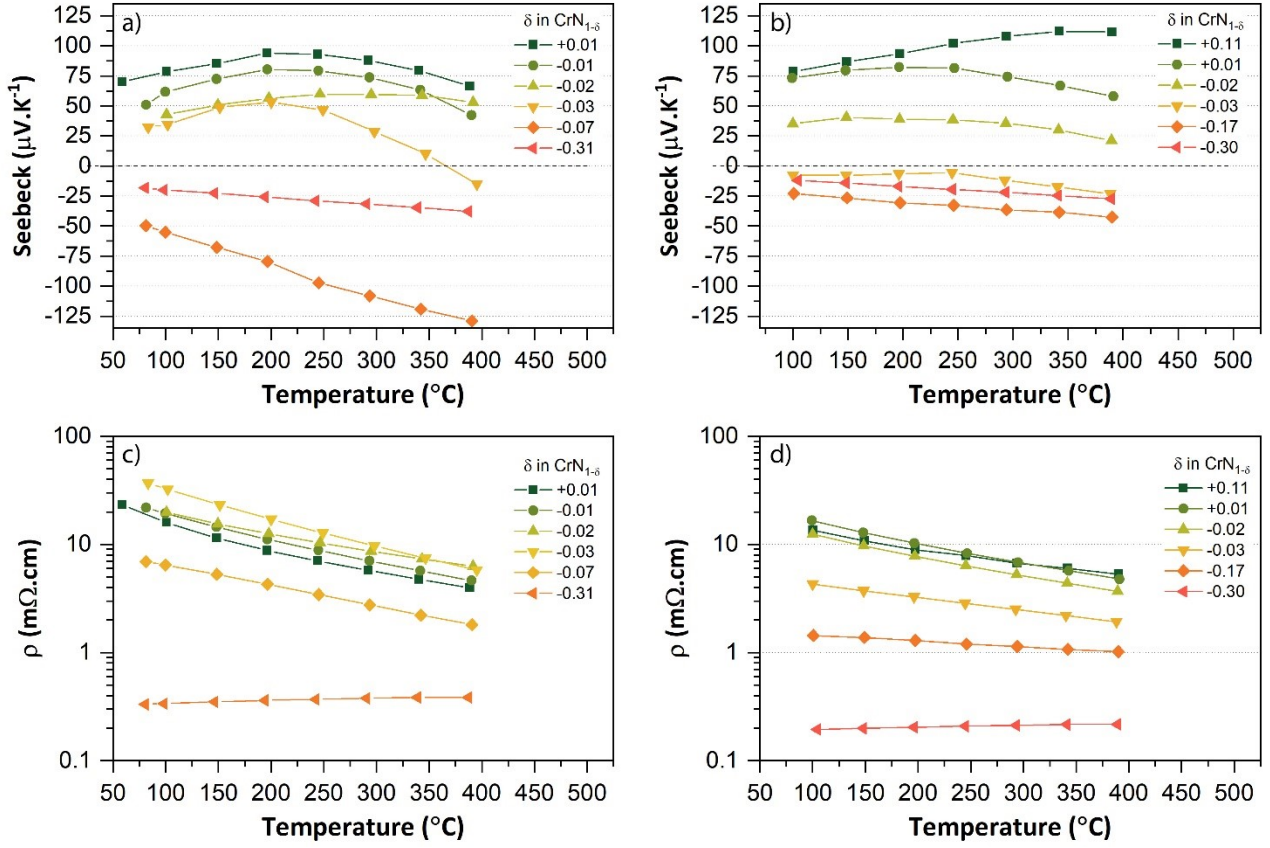 a)
δ in CrN1-δ
+0.01
-0.01
-0.02
-0.03
-0.07
-0.31
125
100
75
50
25
0
-25
-50
-75
-100
-125
Seebeck (μV.K-1)
50 100 150 200 250 300 350 400 450 500
Temperature (°C)
b)
δ in CrN1-δ
+0.11
+0.01
-0.02
-0.03
-0.17
-0.30
125
100
75
50
25
0
-25
-50
-75
-100
-125
Seebeck (μV.K-1)
100 150 200 250 300 350 400 450 500
Temperature (°C)
c)
δ in CrN1-δ
+0.01
-0.01
-0.02
-0.03
-0.07
-0.31
100
10
1
0.1
ρ (mΩ.cm)
50 100 150 200 250 300 350 400 450 500
Temperature (°C)
d)
δ in CrN1-δ
+0.11
+0.01
-0.02
-0.03
-0.17
-0.30
100
10
1
0.1
ρ (mΩ.cm)
100 150 200 250 300 350 400 450 500
Temperature (°C)